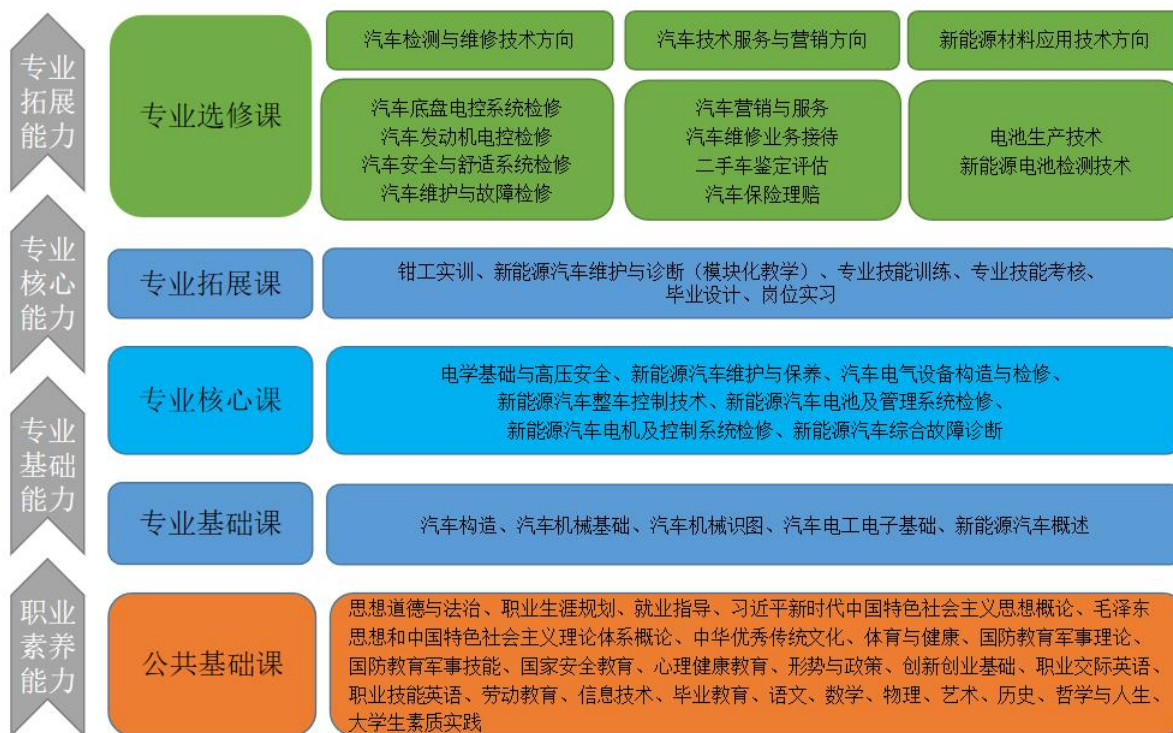 专业
拓展
能力
专业选修课
汽车检测与维修技术方向
汽车技术服务与营销方向
新能源材料应用技术方向
汽车底盘电控系统检修
汽车发动机电控检修
汽车安全与舒适系统检修
汽车维护与故障检修
汽车营销与服务
汽车维修业务接待
二手车鉴定评估
汽车保险理赔
电池生产技术
新能源电池检测技术
专业
核心
能力
专业拓展课
钳工实训、新能源汽车维护与诊断（模块化教学）、专业技能训练、专业技能考核、
毕业设计、岗位实习
专业核心课
电学基础与高压安全、新能源汽车维护与保养、汽车电气设备构造与检修、
新能源汽车整车控制技术、新能源汽车电池及管理系统检修、
新能源汽车电机及控制系统检修、新能源汽车综合故障诊断
专业
基础
能力
专业基础课
汽车构造、汽车机械基础、汽车机械识图、汽车电工电子基础、新能源汽车概述
职业
素养
能力
公共基础课
思想道德与法治、职业生涯规划、就业指导、习近平新时代中国特色社会主义思想概论、毛泽东
思想和中国特色社会主义理论体系概论、中华优秀传统文化、体育与健康、国防教育军事理论、
国防教育军事技能、国家安全教育、心理健康教育、形势与政策、创新创业基础、职业交际英语、
职业技能英语、劳动教育、信息技术、毕业教育、语文、数学、物理、艺术、历史、哲学与人生、
大学生素质实践